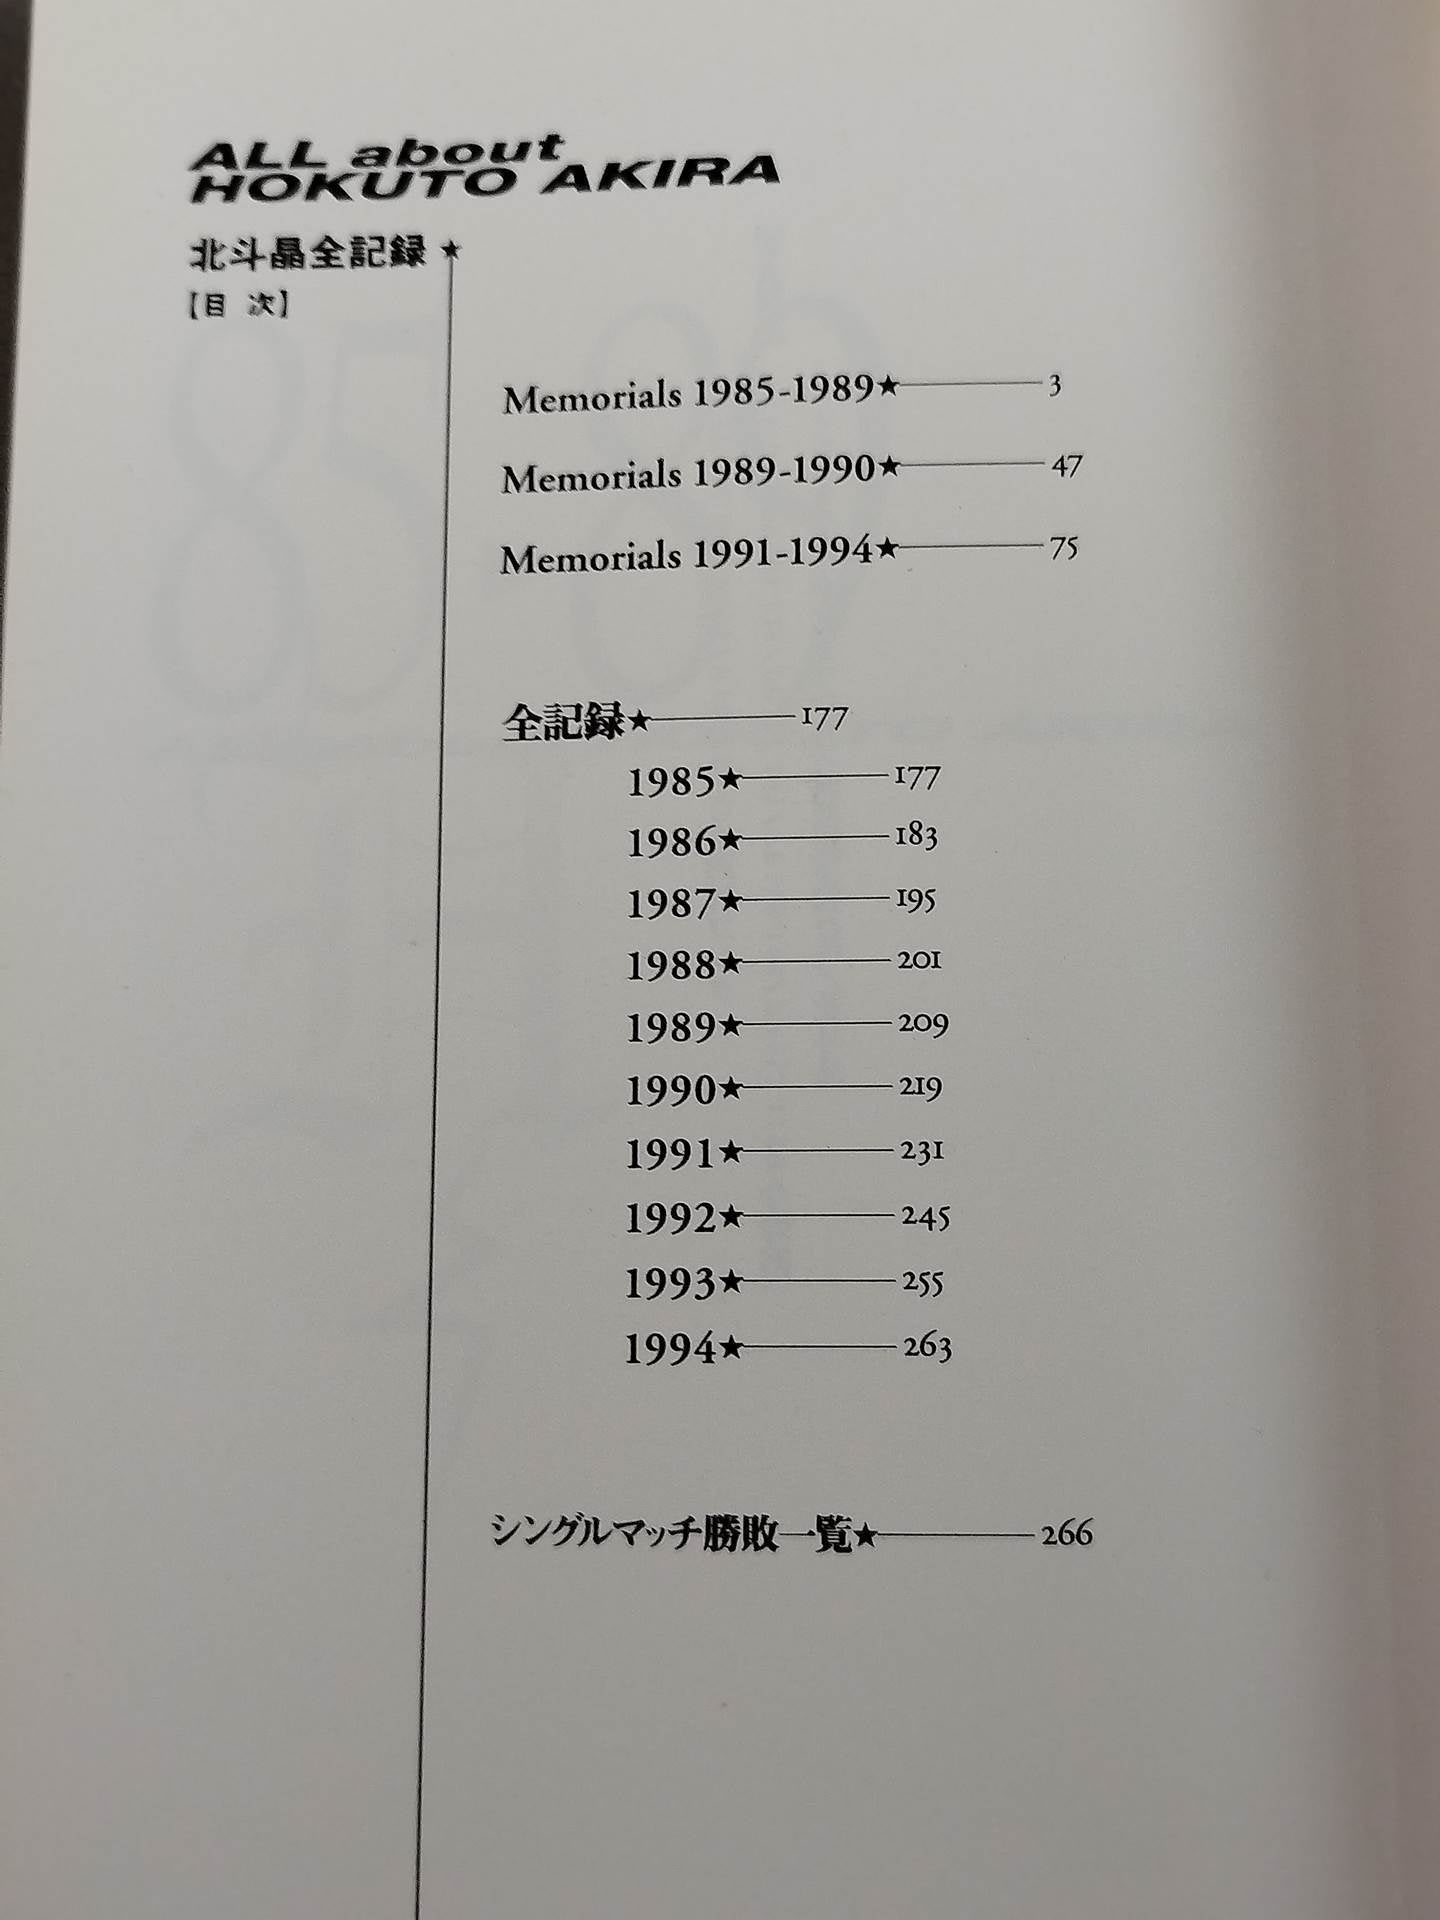 ALL about
HOKUTO AKIRA
北斗晶全記録★
【目 次】
Memorials 1985-1989★ 3
Memorials 1989-1990★ 47
Memorials 1991-1994★ 75
全記録★ 177
1985★ 177
1986★ 183
1987★ 195
1988★ 201
1989★ 209
1990★ 219
1991★ 231
1992★ 245
1993★ 255
1994★ 263
シングルマッチ勝敗一覧★ 266